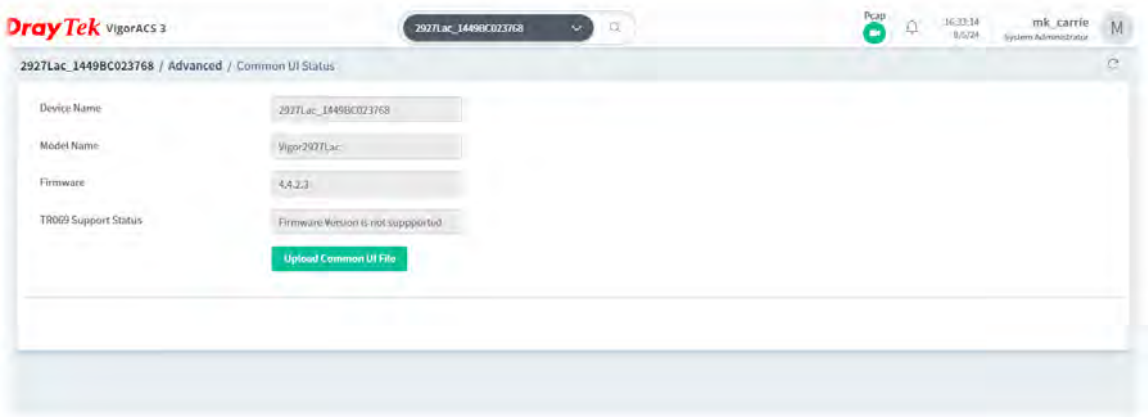 DrayTek VigorACS 3
2927Lac_1449BC023768
Pcap
16:33:14
8/5/24
mk_carrie
System Administrator
M
2927Lac_1449BC023768 / Advanced / Common UI Status
Device Name
2927Lac_1449BC023768
Model Name
Vigor2927Lac
Firmware
4.4.2.3
TR069 Support Status
Firmware Version is not suppported
Upload Common UI File